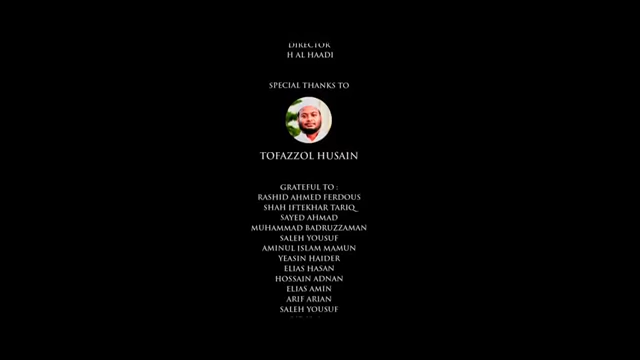 DIRECTOR
H AL HAADI
SPECIAL THANKS TO
TOFAZZOL HUSAIN
GRATEFUL TO :
RASHID AHMED FERDOUS
SHAH IFTEKHAR TARIQ
SAYED AHMAD
MUHAMMAD BADRUZZAMAN
SALEH YOUSUF
AMINUL ISLAM MAMUN
YEASIN HAIDER
ELIAS HASAN
HOSSAIN ADNAN
ELIAS AMIN
ARIF ARIAN
SALEH YOUSUF